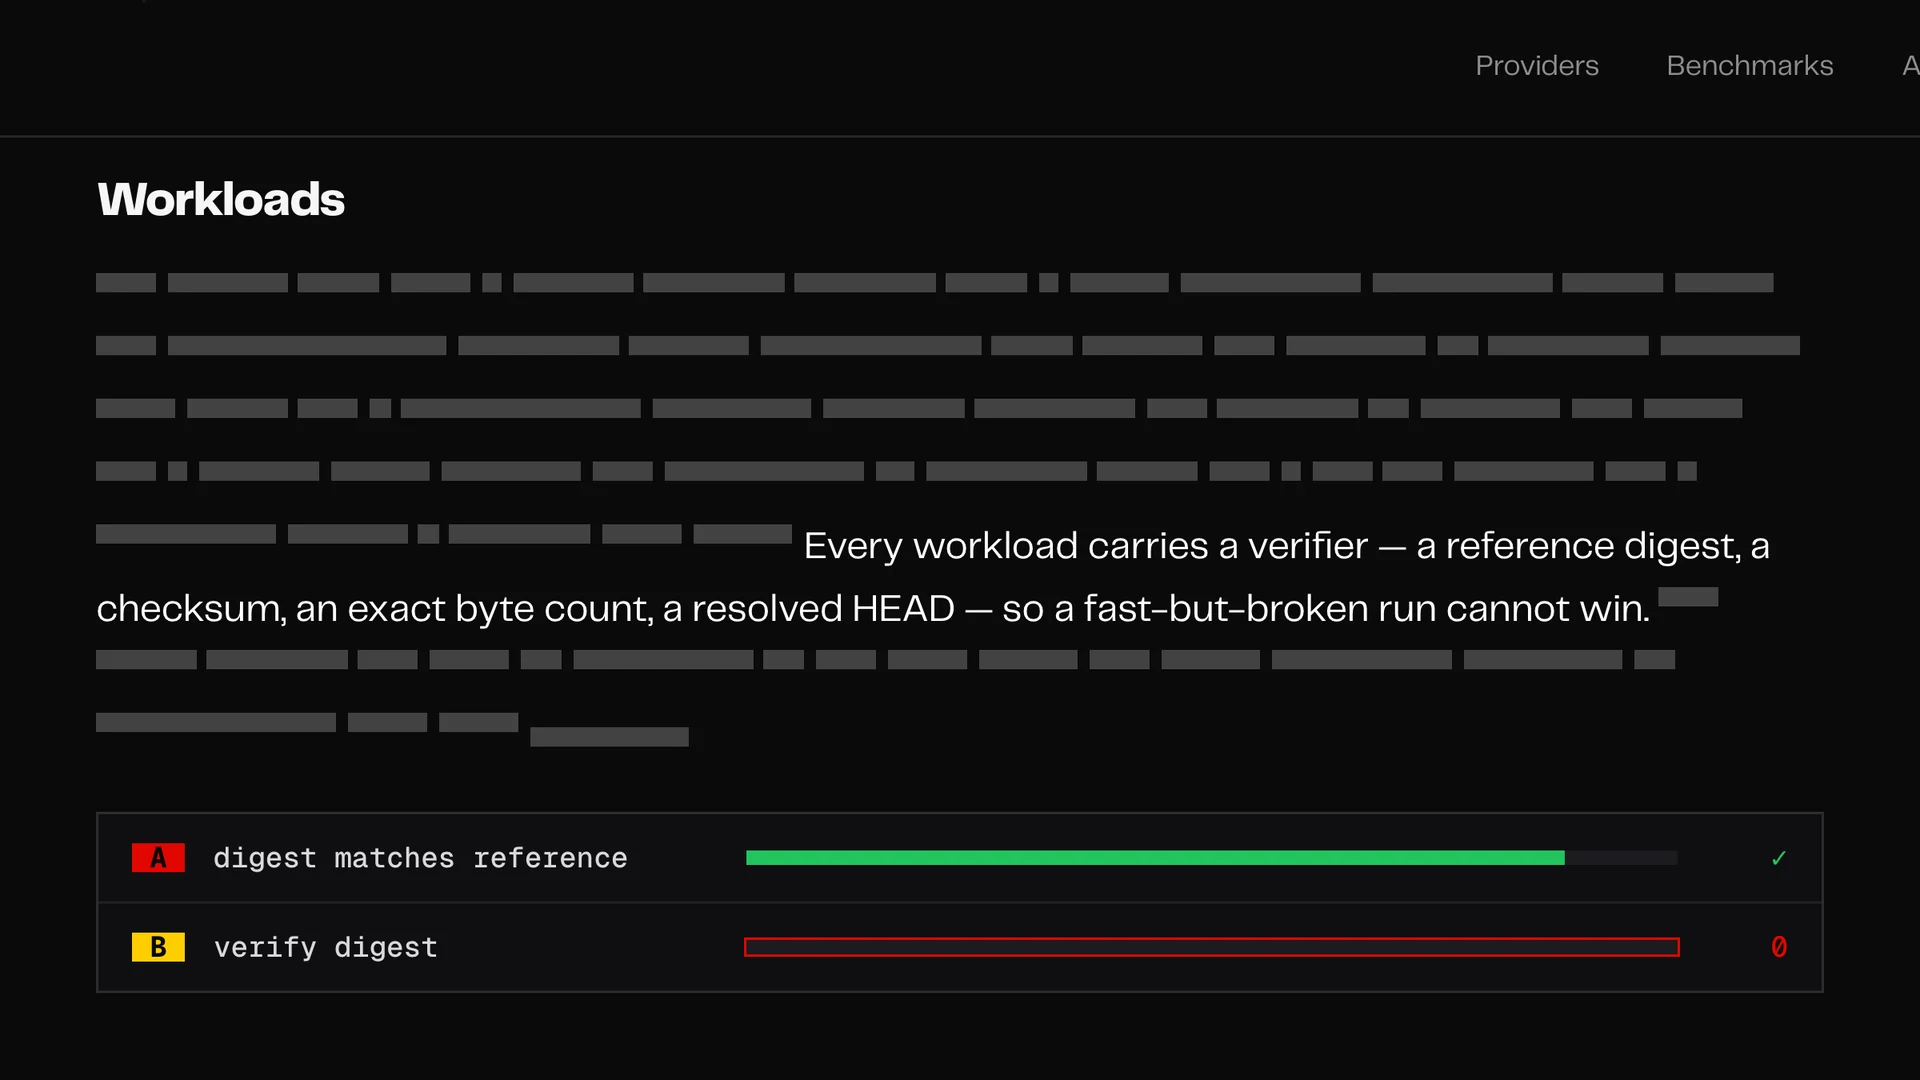 Providers Benchmarks A
Workloads
Every workload carries a verifier — a reference digest, a
checksum, an exact byte count, a resolved HEAD — so a fast-but-broken run cannot win.
A digest matches reference ✓
B verify digest 0